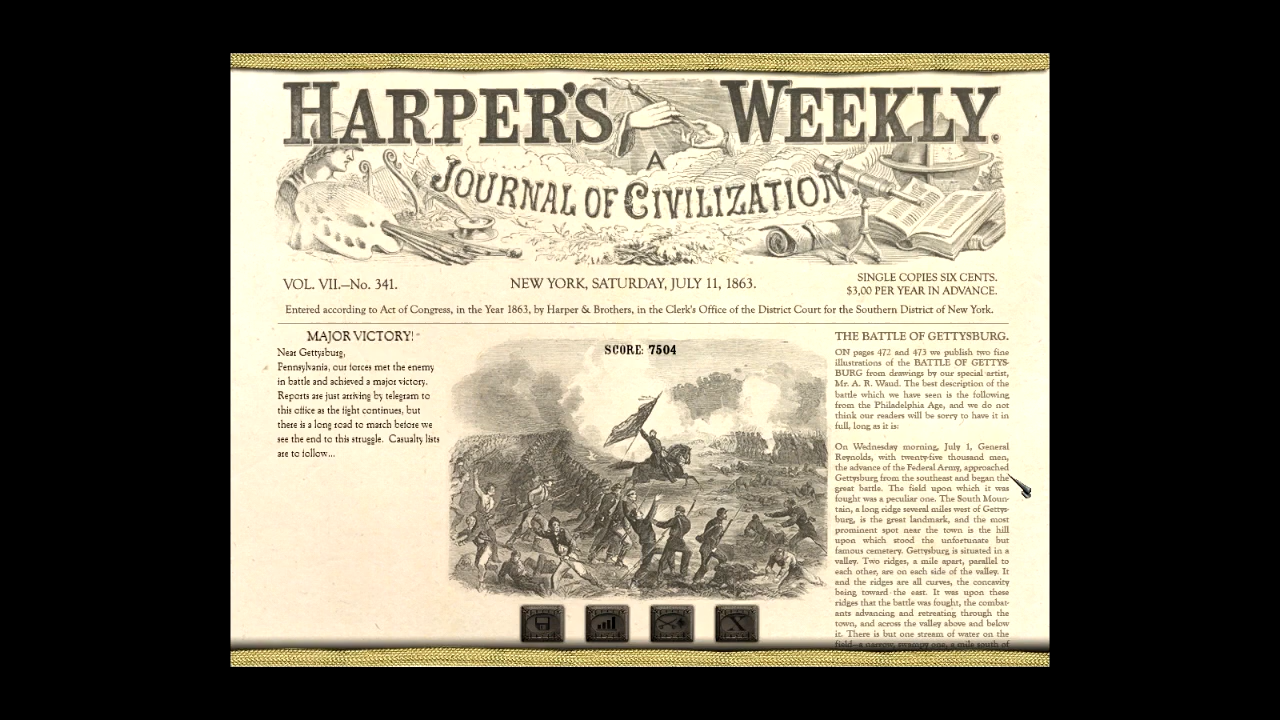 HARPER'S WEEKLY.
A
JOURNAL OF CIVILIZATION
VOL. VII.—No. 341.
NEW YORK, SATURDAY, JULY 11, 1863.
SINGLE COPIES SIX CENTS.
$3,00 PER YEAR IN ADVANCE.
Entered according to Act of Congress, in the Year 1863, by Harper & Brothers, in the Clerk's Office of the District Court for the Southern District of New York.
MAJOR VICTORY!
Near Gettysburg,
Pennsylvania, our forces met the enemy
in battle and achieved a major victory.
Reports are just arriving by telegram to
this office as the fight continues, but
there is a long road to march before we
see the end to this struggle. Casualty lists
are to follow...
SCORE: 7504
THE BATTLE OF GETTYSBURG.
ON pages 472 and 473 we publish two fine
illustrations of the BATTLE OF GETTYS-
BURG from drawings by our special artist,
Mr. A. R. Waud. The best description of the
battle which we have seen is the following
from the Philadelphia Age, and we do not
think our readers will be sorry to have it in
full, long as it is:
On Wednesday morning, July 1, General
Reynolds, with twenty-five thousand men,
the advance of the Federal Army, approached
Gettysburg from the southeast and began the
great battle. The field upon which it was
fought was a peculiar one. The South Moun-
tain, a long ridge several miles west of Gettys-
burg, is the great landmark, and the most
prominent spot near the town is the hill
upon which stood the unfortunate but
famous cemetery. Gettysburg is situated in a
valley. Two ridges, a mile apart, parallel to
each other, are on each side of the valley. It
and the ridges are all curves, the concavity
being toward the east. It was upon these
ridges that the battle was fought, the combat-
ants advancing and retreating through the
town, and across the valley above and below
it. There is but one stream of water on the
field—a narrow, swampy one, a mile south of